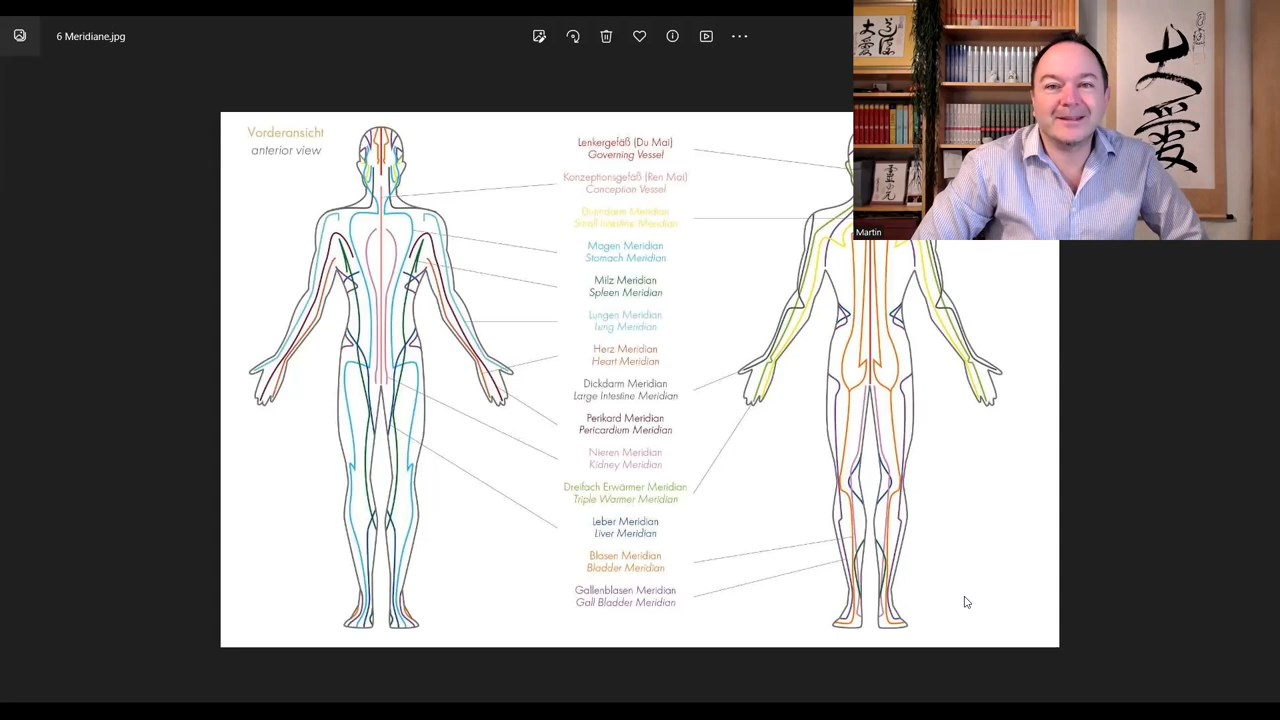 6 Meridiane.jpg
Martin
Vorderansicht
anterior view
Lenkergefäß (Du Mai)
Governing Vessel
Konzeptionsgefäß (Ren Mai)
Conception Vessel
Dünndarm Meridian
Small Intestine Meridian
Magen Meridian
Stomach Meridian
Milz Meridian
Spleen Meridian
Lungen Meridian
Lung Meridian
Herz Meridian
Heart Meridian
Dickdarm Meridian
Large Intestine Meridian
Perikard Meridian
Pericardium Meridian
Nieren Meridian
Kidney Meridian
Dreifach Erwärmer Meridian
Triple Warmer Meridian
Leber Meridian
Liver Meridian
Blasen Meridian
Bladder Meridian
Gallenblasen Meridian
Gall Bladder Meridian
大愛